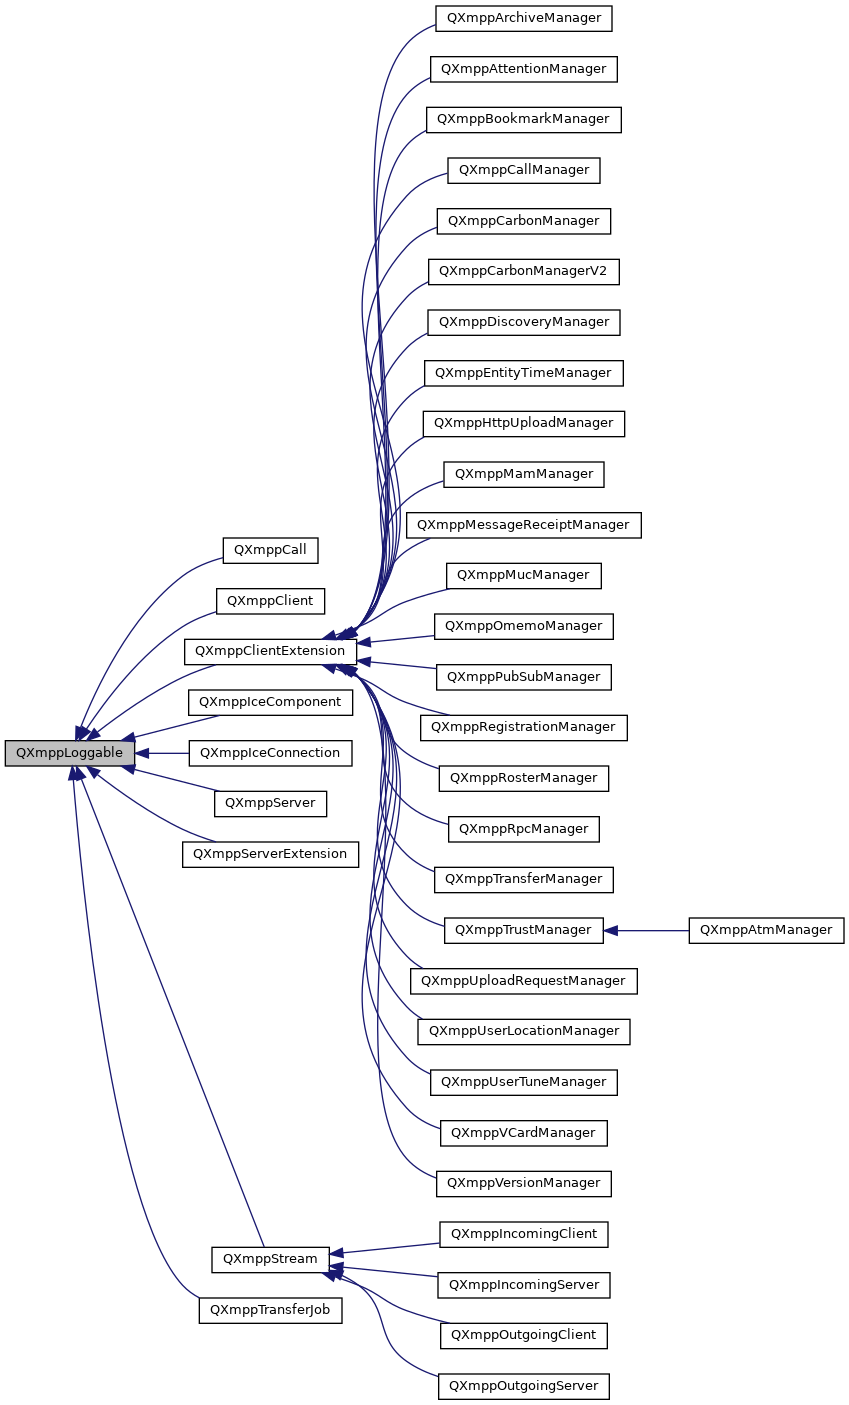 QXmppArchiveManager
QXmppAttentionManager
QXmppBookmarkManager
QXmppCallManager
QXmppCarbonManager
QXmppCarbonManagerV2
QXmppDiscoveryManager
QXmppEntityTimeManager
QXmppHttpUploadManager
QXmppMamManager
QXmppMessageReceiptManager
QXmppCall
QXmppMucManager
QXmppClient
QXmppOmemoManager
QXmppClientExtension
QXmppPubSubManager
QXmppIceComponent
QXmppRegistrationManager
QXmppLoggable
QXmppIceConnection
QXmppRosterManager
QXmppServer
QXmppRpcManager
QXmppServerExtension
QXmppTransferManager
QXmppTrustManager
QXmppAtmManager
QXmppUploadRequestManager
QXmppUserLocationManager
QXmppUserTuneManager
QXmppVCardManager
QXmppVersionManager
QXmppIncomingClient
QXmppStream
QXmppIncomingServer
QXmppTransferJob
QXmppOutgoingClient
QXmppOutgoingServer